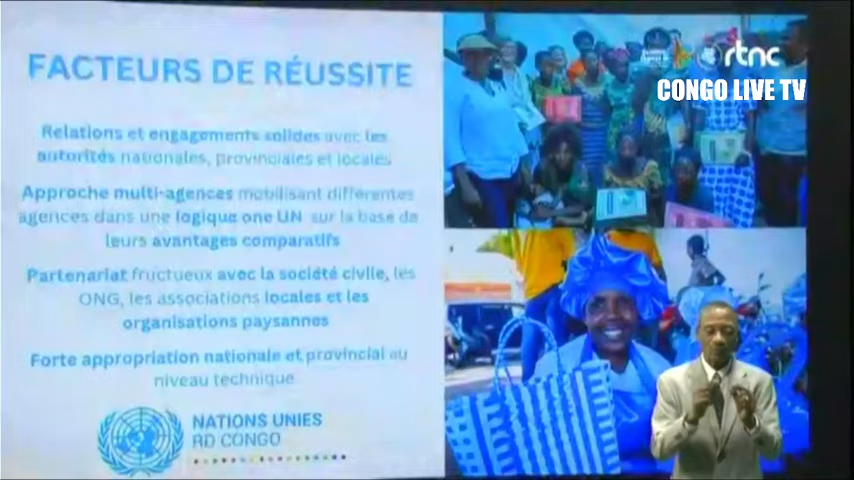 FACTEURS DE RÉUSSITE
Relations et engagements solides avec les
autorités nationales, provinciales et locales
Approche multi-agences mobilisant différentes
agences dans une logique one UN sur la base de
leurs avantages comparatifs
Partenariat fructueux avec la société civile, les
ONG, les associations locales et les
organisations paysannes
Forte appropriation nationale et provincial au
niveau technique
NATIONS UNIES
RD CONGO
rtnc
CONGO LIVE TV